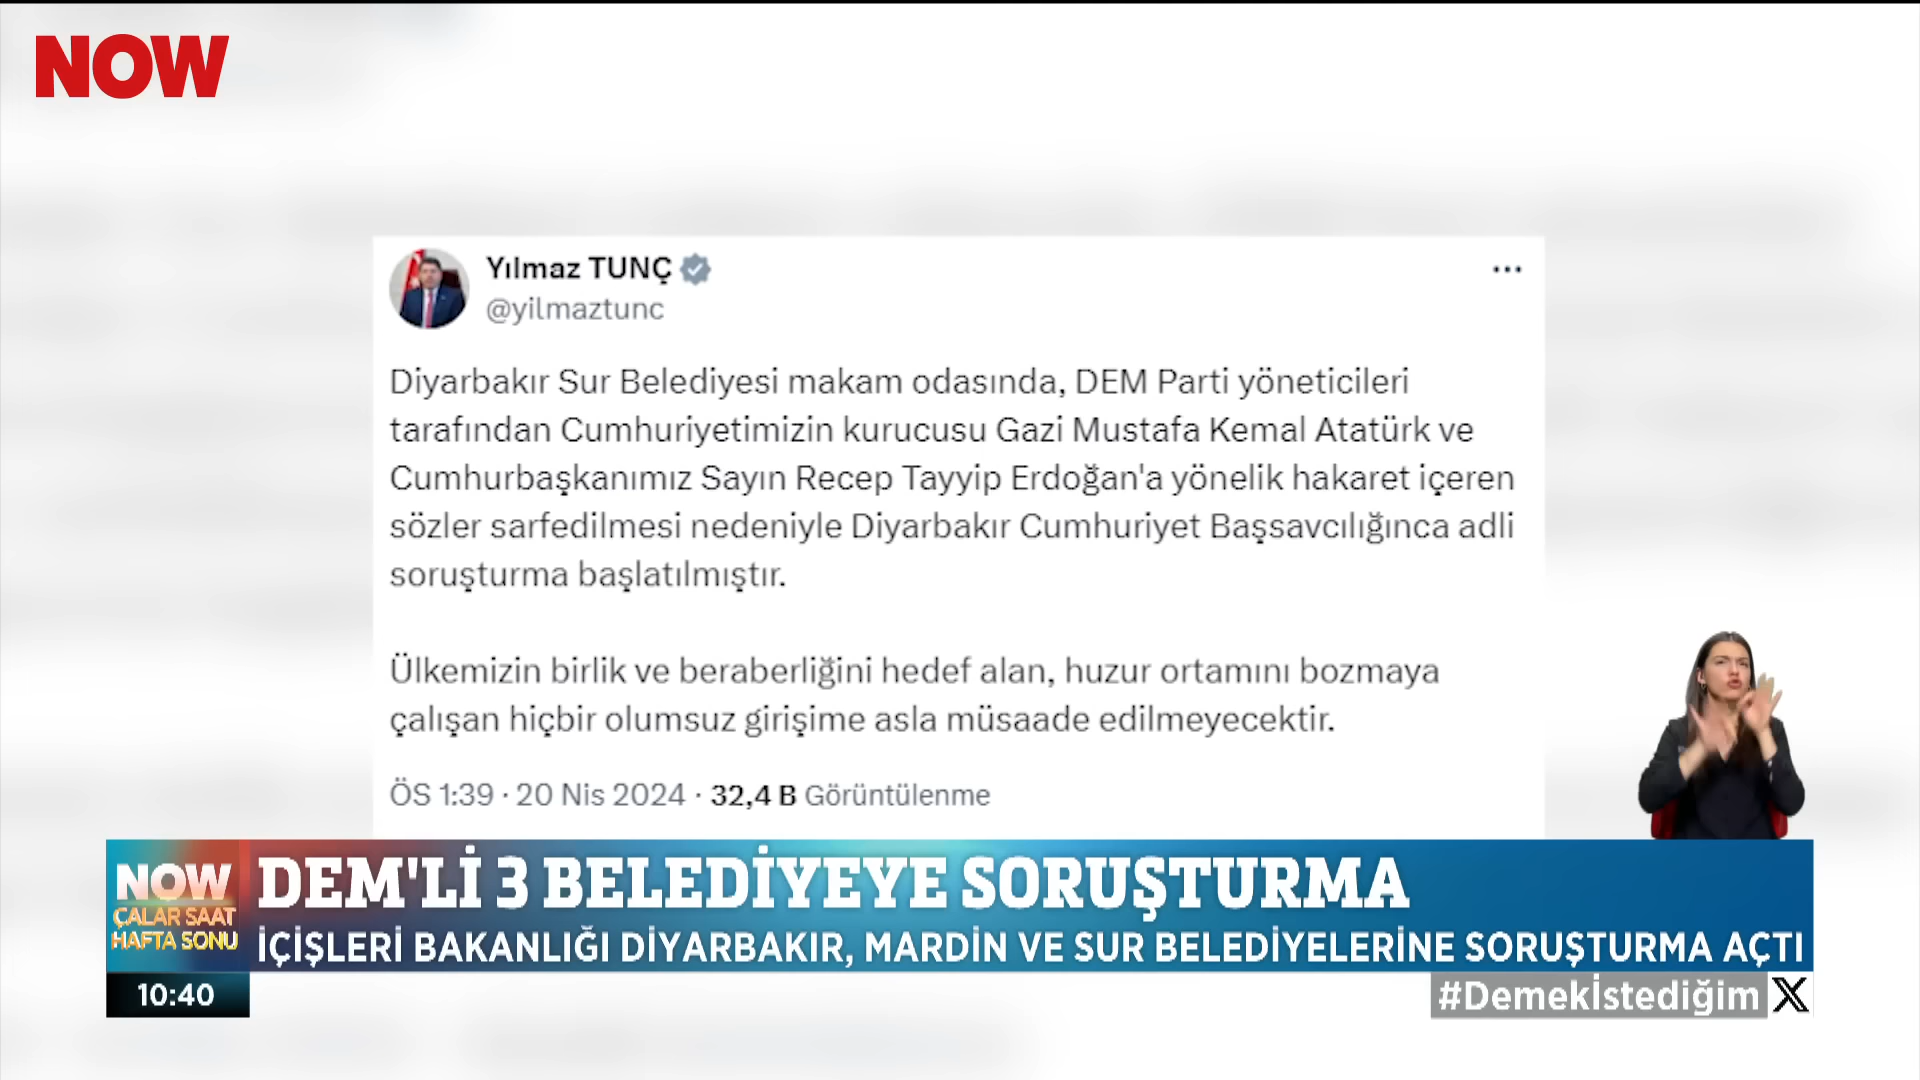 NOW
Yılmaz TUNÇ
@yilmaztunc
Diyarbakır Sur Belediyesi makam odasında, DEM Parti yöneticileri
tarafından Cumhuriyetimizin kurucusu Gazi Mustafa Kemal Atatürk ve
Cumhurbaşkanımız Sayın Recep Tayyip Erdoğan'a yönelik hakaret içeren
sözler sarfedilmesi nedeniyle Diyarbakır Cumhuriyet Başsavcılığınca adli
soruşturma başlatılmıştır.
Ülkemizin birlik ve beraberliğini hedef alan, huzur ortamını bozmaya
çalışan hiçbir olumsuz girişime asla müsaade edilmeyecektir.
ÖS 1:39 · 20 Nis 2024 · 32,4 B Görüntülenme
NOW
ÇALAR SAAT
HAFTA SONU
DEM'Lİ 3 BELEDİYEYE SORUŞTURMA
İÇİŞLERİ BAKANLIĞI DİYARBAKIR, MARDİN VE SUR BELEDİYELERİNE SORUŞTURMA AÇTI
10:40
#Demekİstediğim X